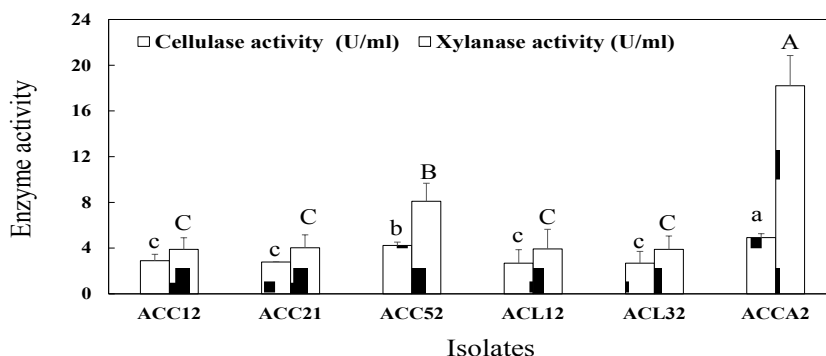 24
20
16
12
8
4
0
Enzyme activity
Cellulase activity (U/ml) Xylanase activity (U/ml)
c C c C b B c C c C a A
ACC12 ACC21 ACC52 ACL12 ACL32 ACCA2
Isolates